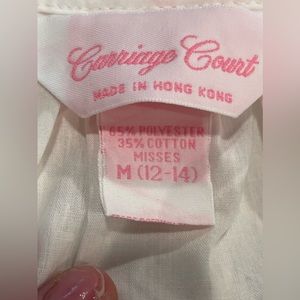 Carriage Court
MADE IN HONG KONG
65% POLYESTER
35% COTTON
MISSES
M (12-14)